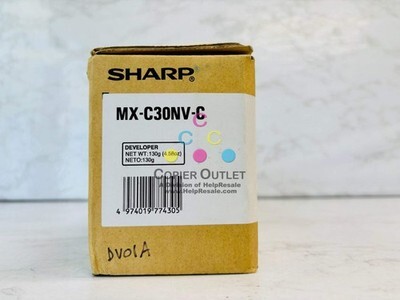 SHARP®
MX-C30NV-C
DEVELOPER
NET WT: 130g (4.58oz)
NETO: 130g
C
C C C
COPIER OUTLET
A Division of HelpResale
www.HelpResale.com
4 974019 774305
DV01A